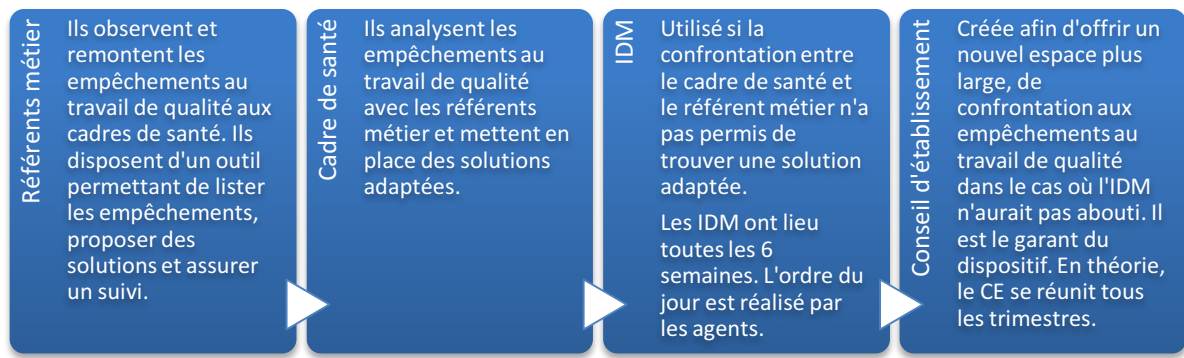 Référents métier
Ils observent et
remontent les
empêchements au
travail de qualité aux
cadres de santé. Ils
disposent d'un outil
permettant de lister
les empêchements,
proposer des
solutions et assurer
un suivi.
Cadre de santé
Ils analysent les
empêchements au
travail de qualité
avec les référents
métier et mettent en
place des solutions
adaptées.
IDM
Utilisé si la
confrontation entre
le cadre de santé et
le référent métier n'a
pas permis de
trouver une solution
adaptée.
Les IDM ont lieu
toutes les 6
semaines. L'ordre du
jour est réalisé par
les agents.
Conseil d'établissement
Créée afin d'offrir un
nouvel espace plus
large, de
confrontation aux
empêchements au
travail de qualité
dans le cas où l'IDM
n'aurait pas abouti. Il
est le garant du
dispositif. En théorie,
le CE se réunit tous
les trimestres.